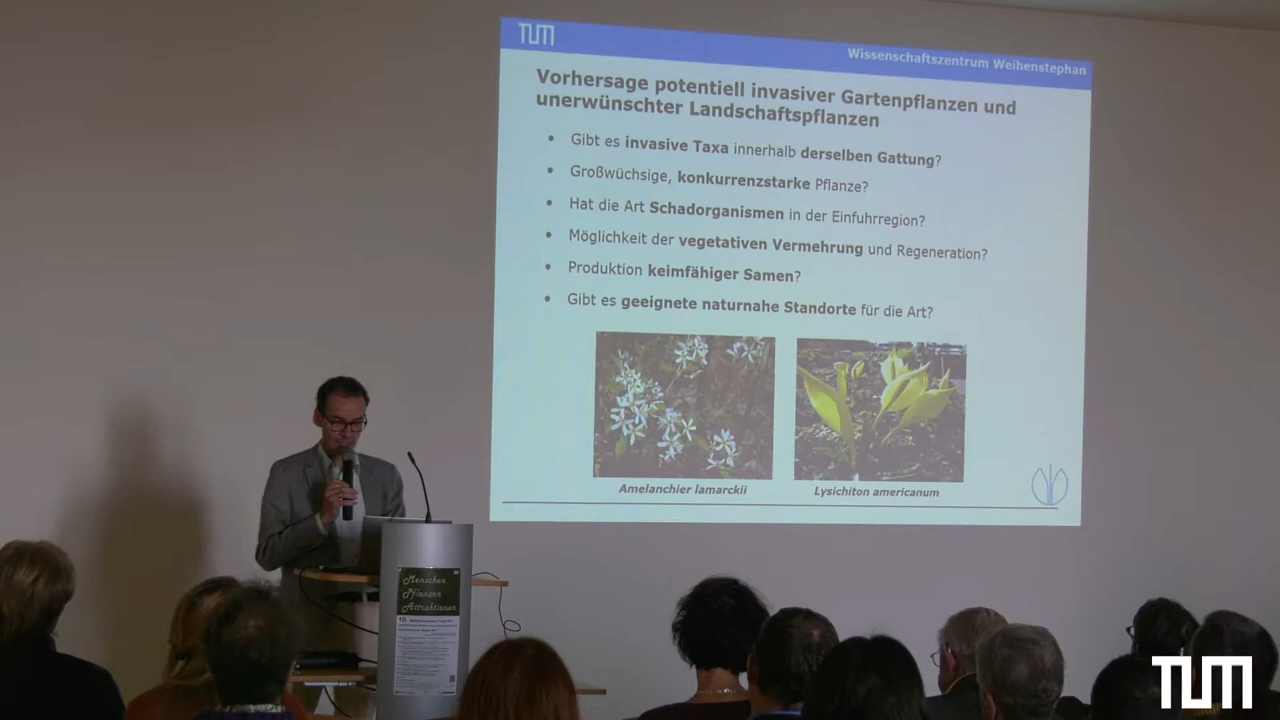 TUM
Wissenschaftszentrum Weihenstephan
Vorhersage potentiell invasiver Gartenpflanzen und
unerwünschter Landschaftspflanzen
• Gibt es invasive Taxa innerhalb derselben Gattung?
• Großwüchsige, konkurrenzstarke Pflanze?
• Hat die Art Schadorganismen in der Einfuhrregion?
• Möglichkeit der vegetativen Vermehrung und Regeneration?
• Produktion keimfähiger Samen?
• Gibt es geeignete naturnahe Standorte für die Art?
Amelanchier lamarckii
Lysichiton americanum
Menschen
Pflanzen
Attraktionen
TUM